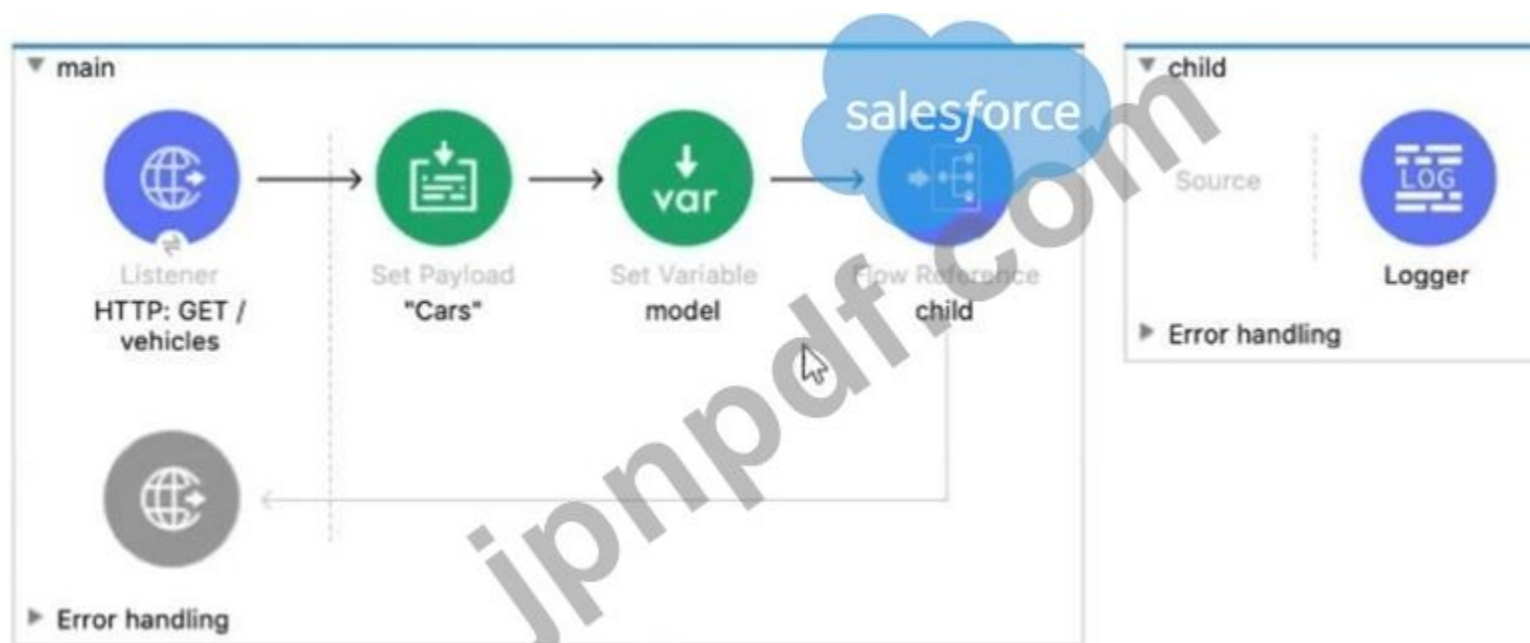 main
salesforce
Listener
HTTP: GET /
vehicles
Set Payload
"Cars"
var
Set Variable
model
Flow Reference
child
Error handling
child
Source
LOG
Logger
Error handling
jpnpdf.com